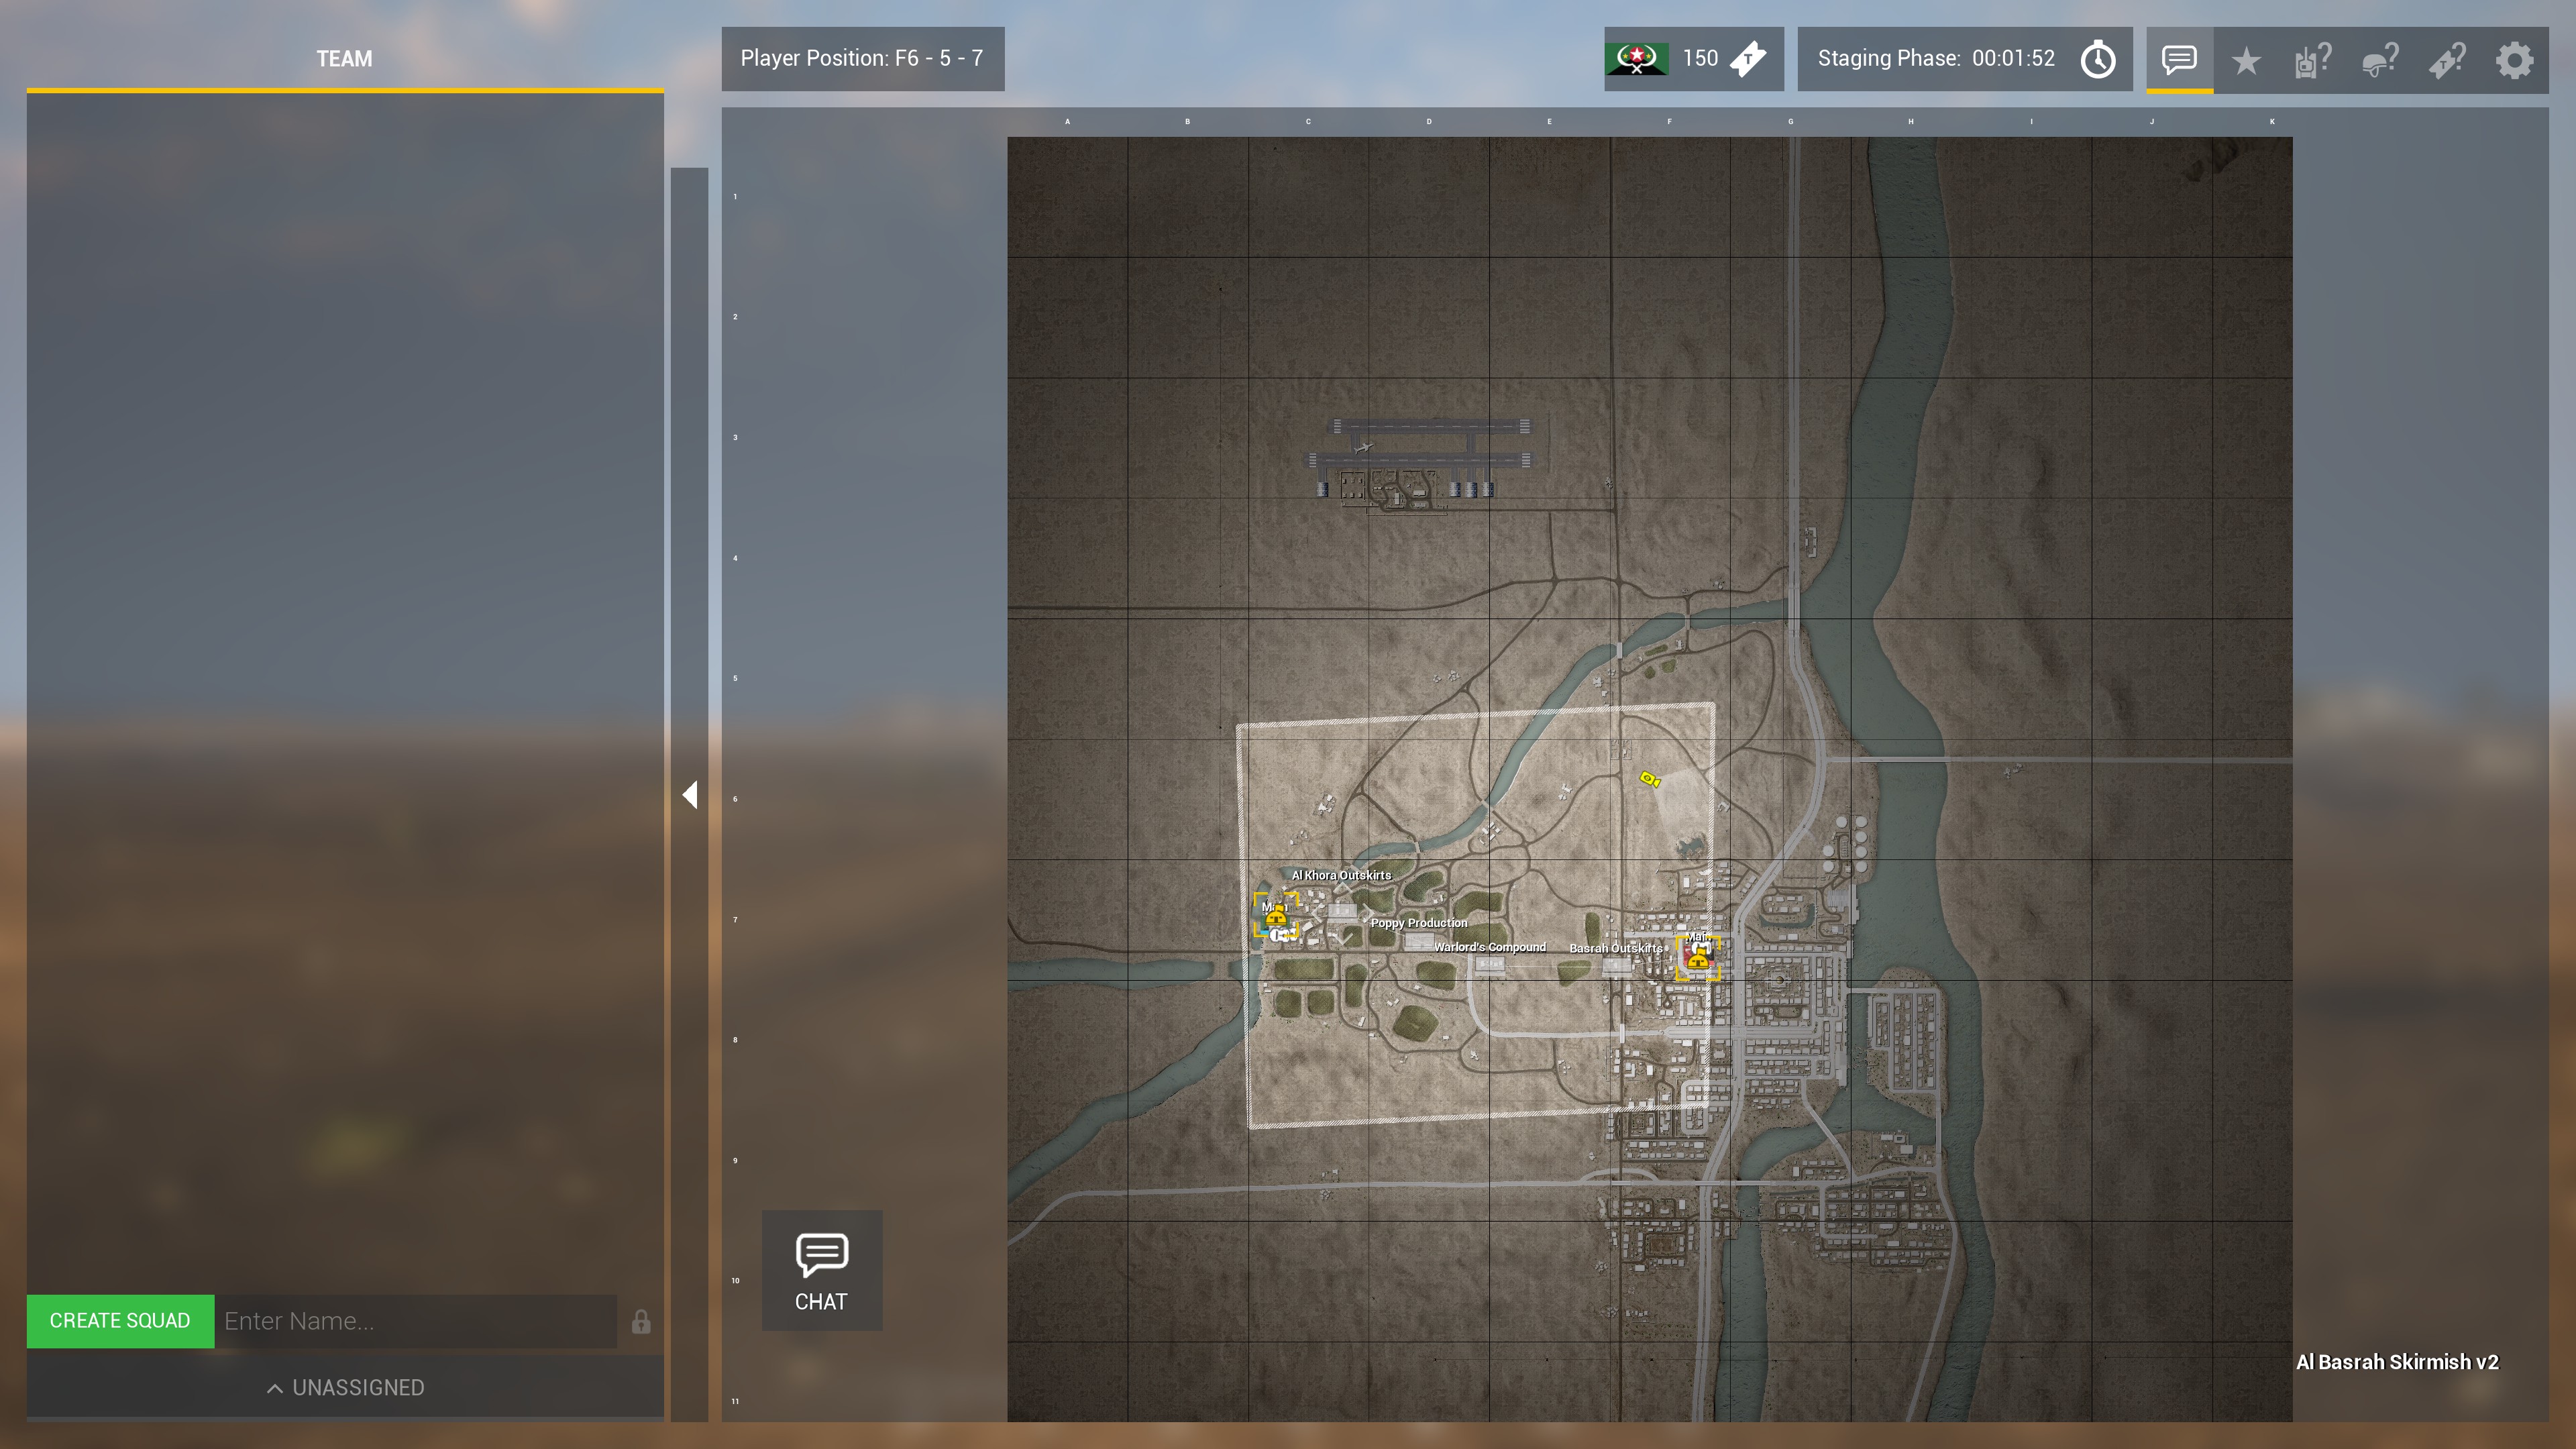 TEAM
Player Position: F6 - 5 - 7
150
T
Staging Phase: 00:01:52
?
?
T?
A B C D E F G H I J K
1
2
3
4
5
6
7
8
9
10
11
Al Khora Outskirts
Main
Poppy Production
Warlord's Compound
Basrah Outskirts
Main
CHAT
CREATE SQUAD
Enter Name...
UNASSIGNED
Al Basrah Skirmish v2